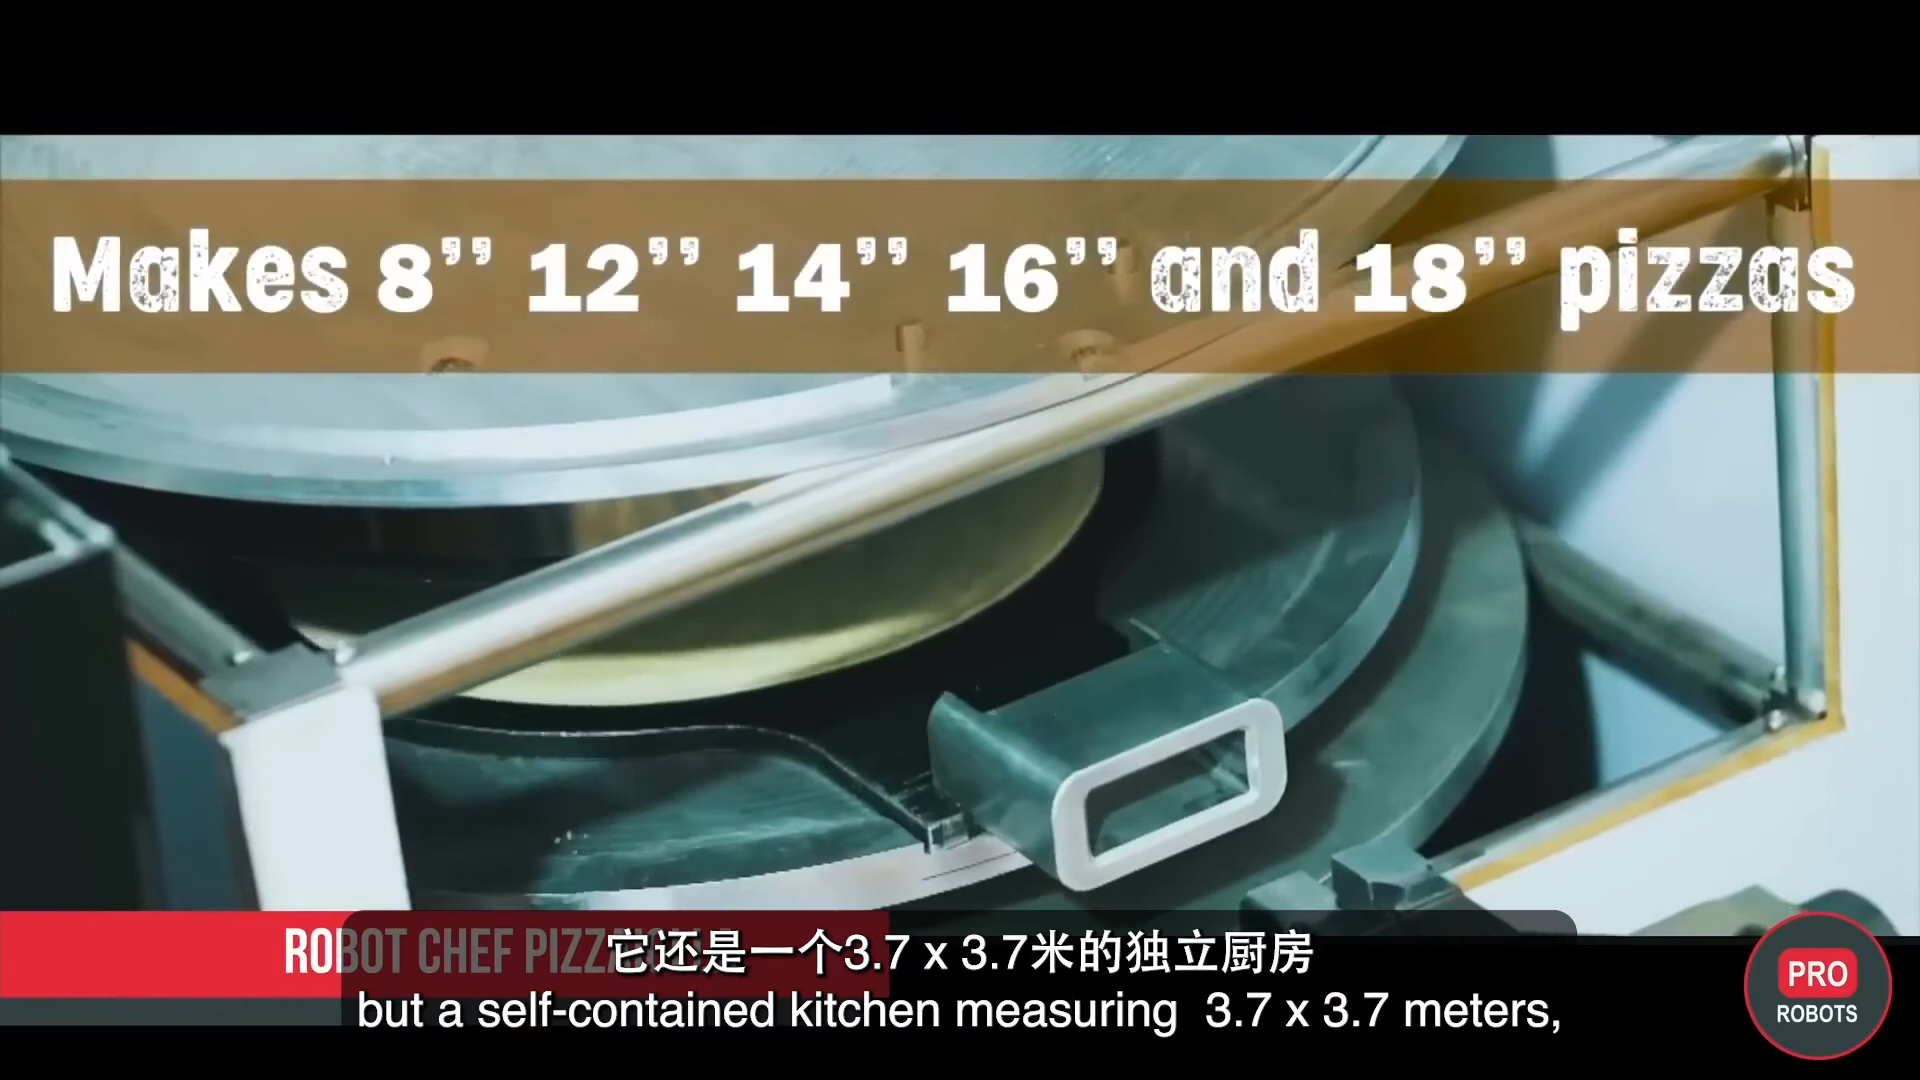 Makes 8’’ 12’’ 14’’ 16’’ and 18’’ pizzas
ROBOT CHEF
它还是一个3.7 x 3.7米的独立厨房
but a self-contained kitchen measuring 3.7 x 3.7 meters,
PRO
ROBOTS